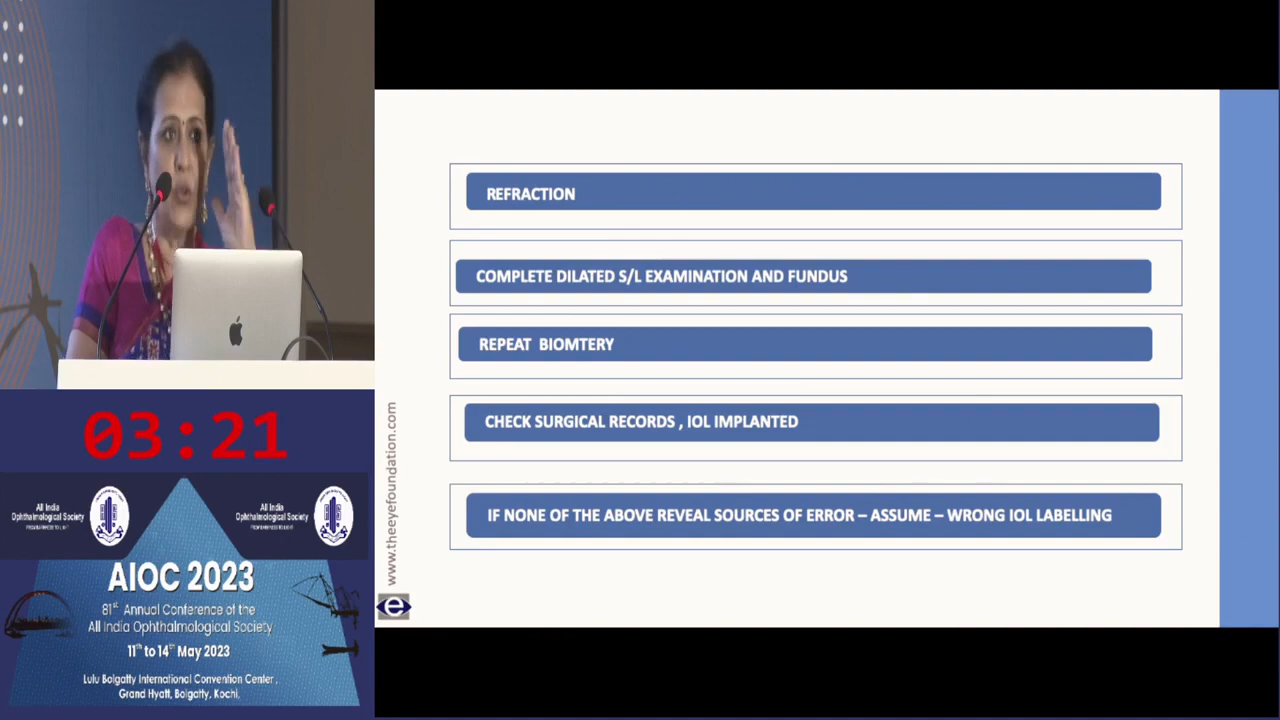 REFRACTION
COMPLETE DILATED S/L EXAMINATION AND FUNDUS
REPEAT BIOMTERY
CHECK SURGICAL RECORDS , IOL IMPLANTED
IF NONE OF THE ABOVE REVEAL SOURCES OF ERROR – ASSUME – WRONG IOL LABELLING
www.theeyefoundation.com
e
03:21
All India
Ophthalmological Society
All India
Ophthalmological Society
AIOC 2023
81st Annual Conference of the
All India Ophthalmological Society
11th to 14th May 2023
Lulu Bolgatty International Convention Center ,
Grand Hyatt, Bolgatty, Kochi,